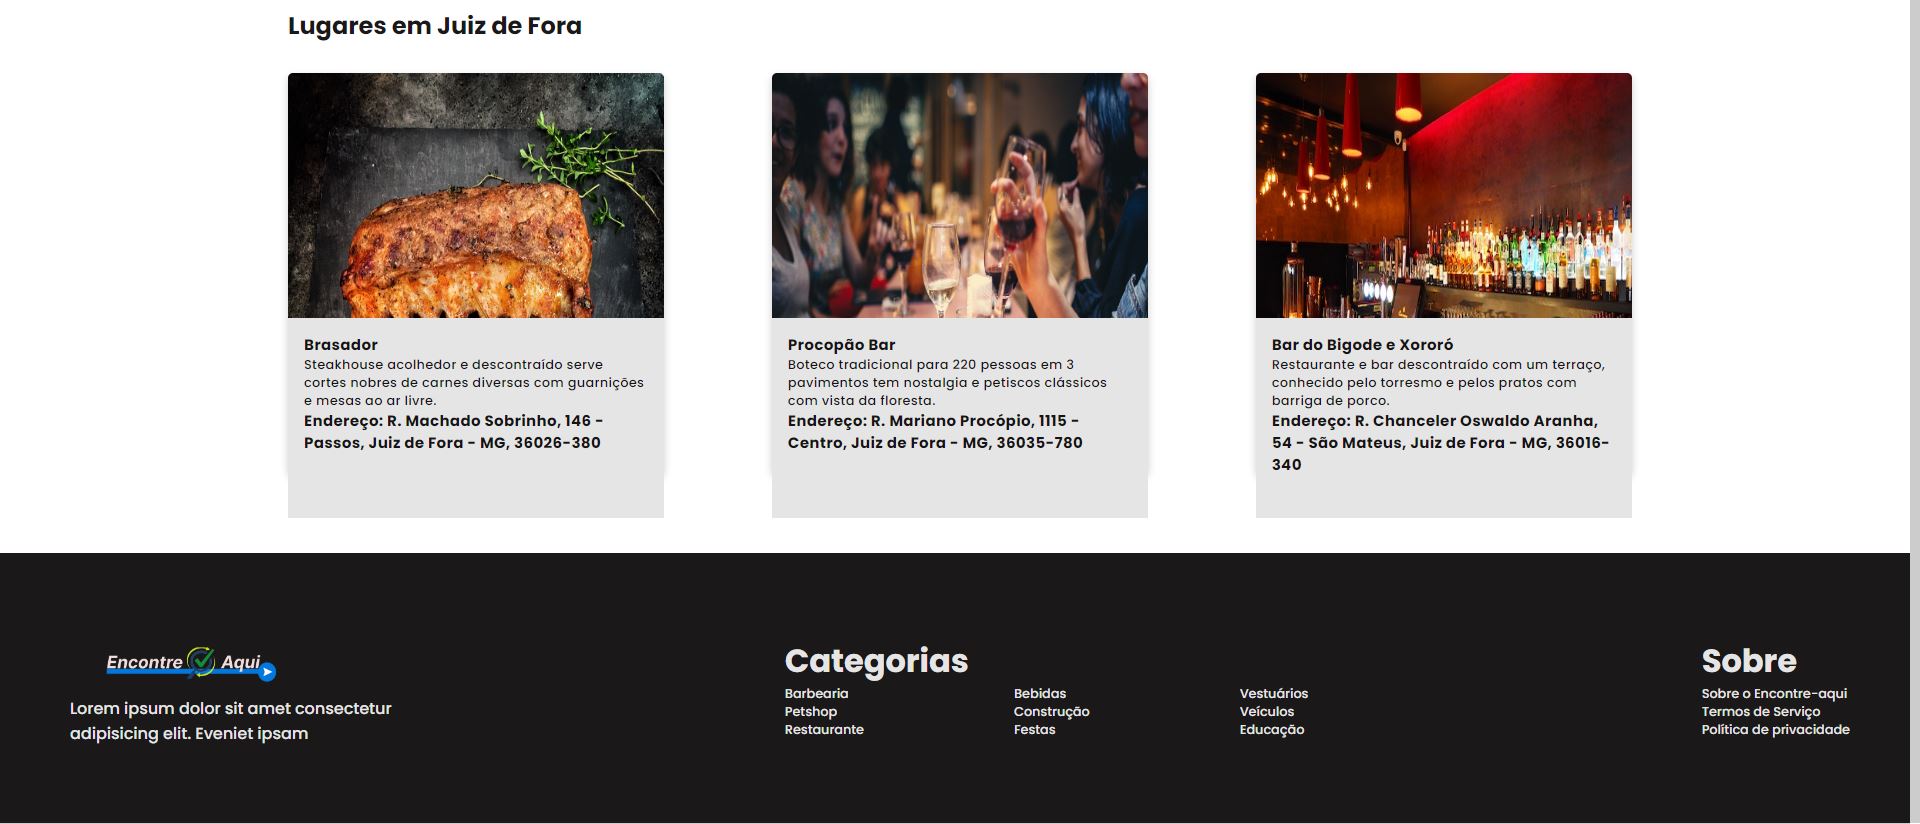 Lugares em Juiz de Fora
Brasador
Steakhouse acolhedor e descontraído serve
cortes nobres de carnes diversas com guarnições
e mesas ao ar livre.
Endereço: R. Machado Sobrinho, 146 -
Passos, Juiz de Fora - MG, 36026-380
Procopão Bar
Boteco tradicional para 220 pessoas em 3
pavimentos tem nostalgia e petiscos clássicos
com vista da floresta.
Endereço: R. Mariano Procópio, 1115 -
Centro, Juiz de Fora - MG, 36035-780
Bar do Bigode e Xororó
Restaurante e bar descontraído com um terraço,
conhecido pelo torresmo e pelos pratos com
barriga de porco.
Endereço: R. Chanceler Oswaldo Aranha,
54 - São Mateus, Juiz de Fora - MG, 36016-
340
Encontre Aqui
Lorem ipsum dolor sit amet consectetur
adipisicing elit. Eveniet ipsam
Categorias
Barbearia
Petshop
Restaurante
Bebidas
Construção
Festas
Vestuários
Veículos
Educação
Sobre
Sobre o Encontre-aqui
Termos de Serviço
Política de privacidade